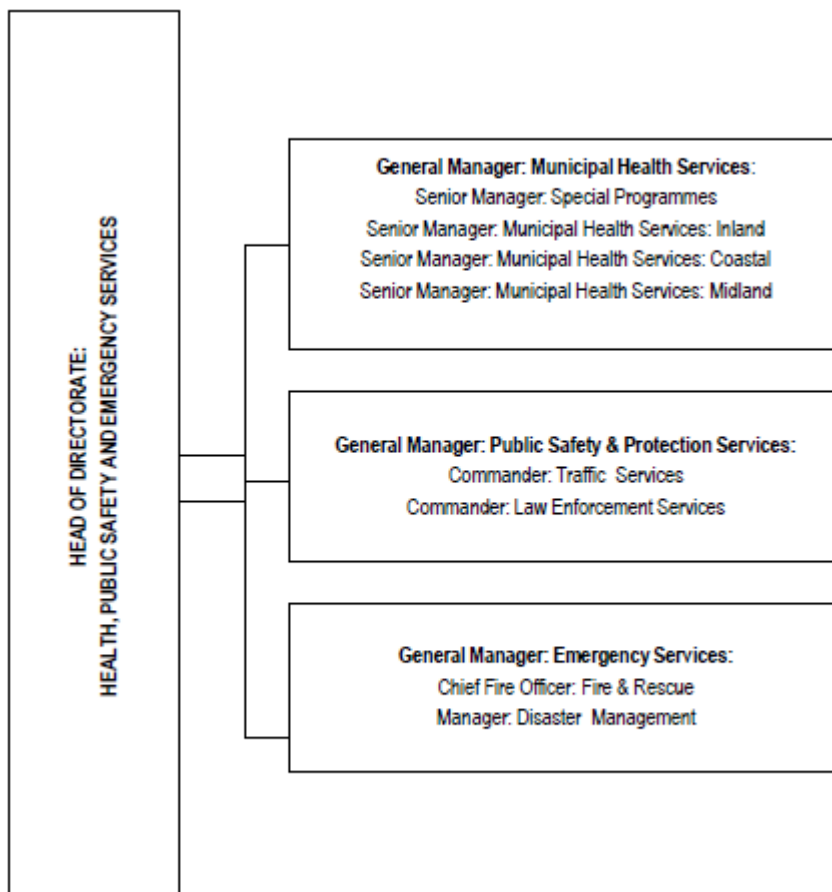 HEAD OF DIRECTORATE:
HEALTH, PUBLIC SAFETY AND EMERGENCY SERVICES
General Manager: Municipal Health Services:
Senior Manager: Special Programmes
Senior Manager: Municipal Health Services: Inland
Senior Manager: Municipal Health Services: Coastal
Senior Manager: Municipal Health Services: Midland
General Manager: Public Safety & Protection Services:
Commander: Traffic Services
Commander: Law Enforcement Services
General Manager: Emergency Services:
Chief Fire Officer: Fire & Rescue
Manager: Disaster Management